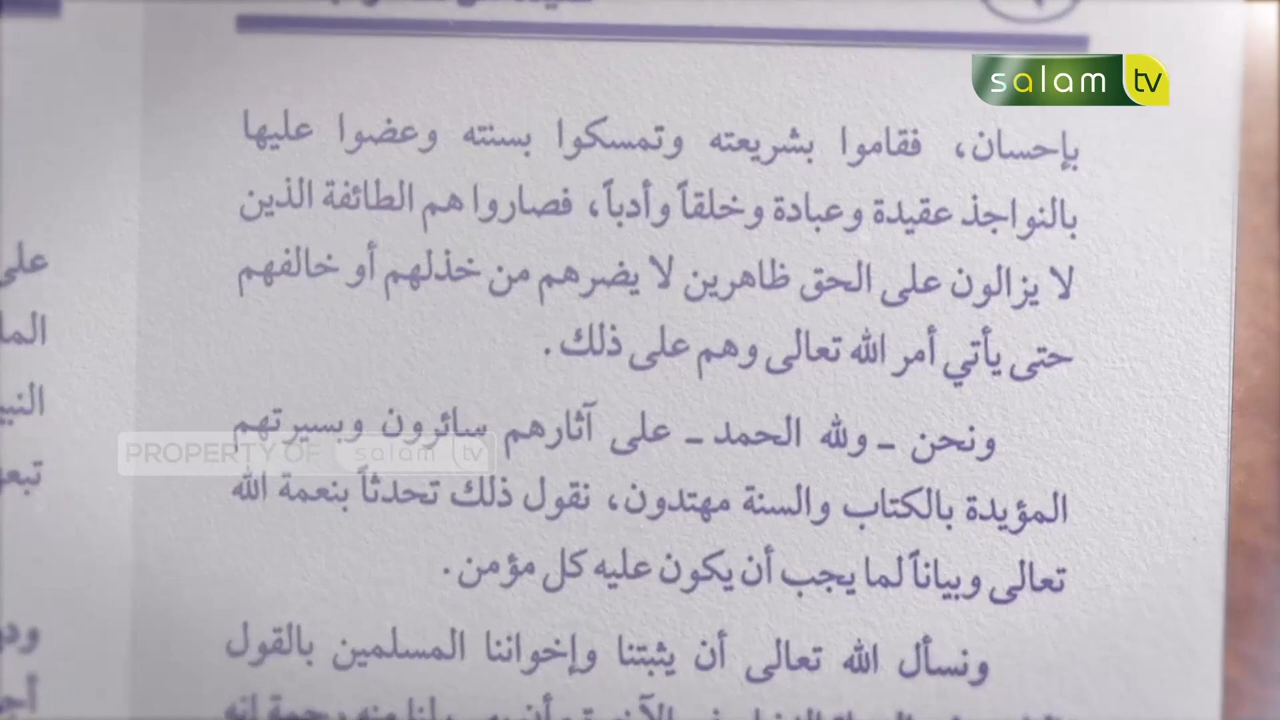 salam tv
بإحسان، فقاموا بشريعته وتمسكوا بسنته وعضوا عليها
بالنواجذ عقيدة وعبادة وخلقاً وأدباً، فصاروا هم الطائفة الذين
لا يزالون على الحق ظاهرين لا يضرهم من خذلهم أو خالفهم
حتى يأتي أمر الله تعالى وهم على ذلك.
ونحن ـ ولله الحمد ـ على آثارهم سائرون وبسيرتهم
PROPERTY OF salam tv
المؤيدة بالكتاب والسنة مهتدون، نقول ذلك تحدثاً بنعمة الله
تعالى وبياناً لما يجب أن يكون عليه كل مؤمن.
ونسأل الله تعالى أن يثبتنا وإخواننا المسلمين بالقول
على